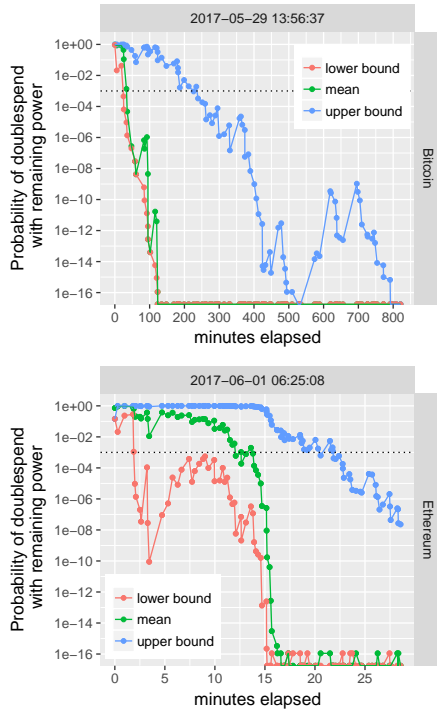 2017−05−29 13:56:37
Probability of doublespend
with remaining power
1e+00
1e−02
1e−04
1e−06
1e−08
1e−10
1e−12
1e−14
1e−16
lower bound
mean
upper bound
Bitcoin
0 100 200 300 400 500 600 700 800
minutes elapsed
2017−06−01 06:25:08
Probability of doublespend
with remaining power
1e+00
1e−02
1e−04
1e−06
1e−08
1e−10
1e−12
1e−14
1e−16
lower bound
mean
upper bound
Ethereum
0 5 10 15 20 25
minutes elapsed